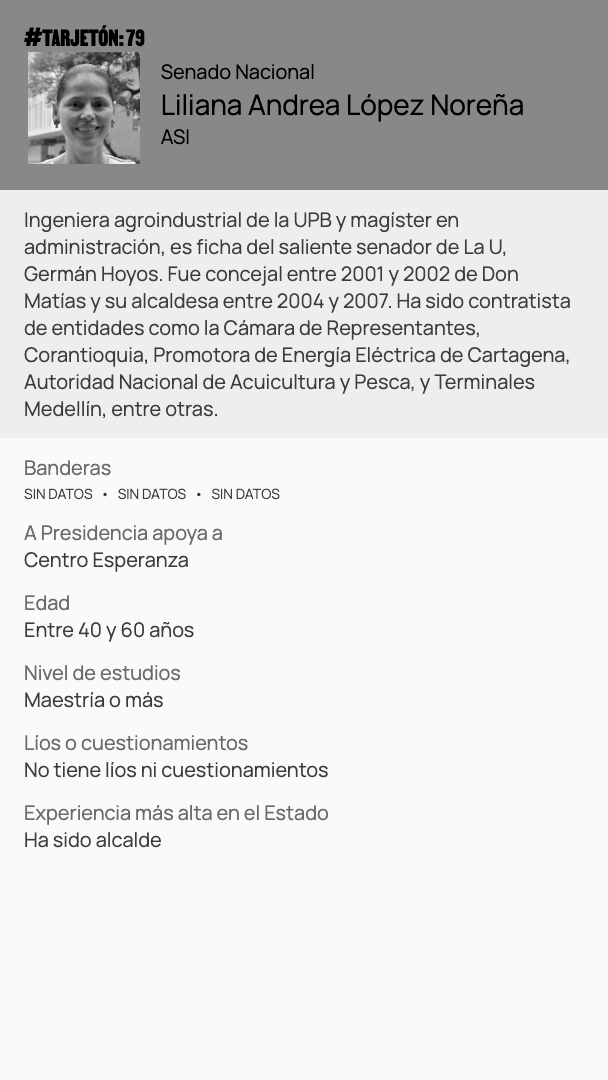 #TARJETÓN: 79
Senado Nacional
Liliana Andrea López Noreña
ASI
Ingeniera agroindustrial de la UPB y magíster en
administración, es ficha del saliente senador de La U,
Germán Hoyos. Fue concejal entre 2001 y 2002 de Don
Matías y su alcaldesa entre 2004 y 2007. Ha sido contratista
de entidades como la Cámara de Representantes,
Corantioquia, Promotora de Energía Eléctrica de Cartagena,
Autoridad Nacional de Acuicultura y Pesca, y Terminales
Medellín, entre otras.
Banderas
SIN DATOS • SIN DATOS • SIN DATOS
A Presidencia apoya a
Centro Esperanza
Edad
Entre 40 y 60 años
Nivel de estudios
Maestría o más
Líos o cuestionamientos
No tiene líos ni cuestionamientos
Experiencia más alta en el Estado
Ha sido alcalde